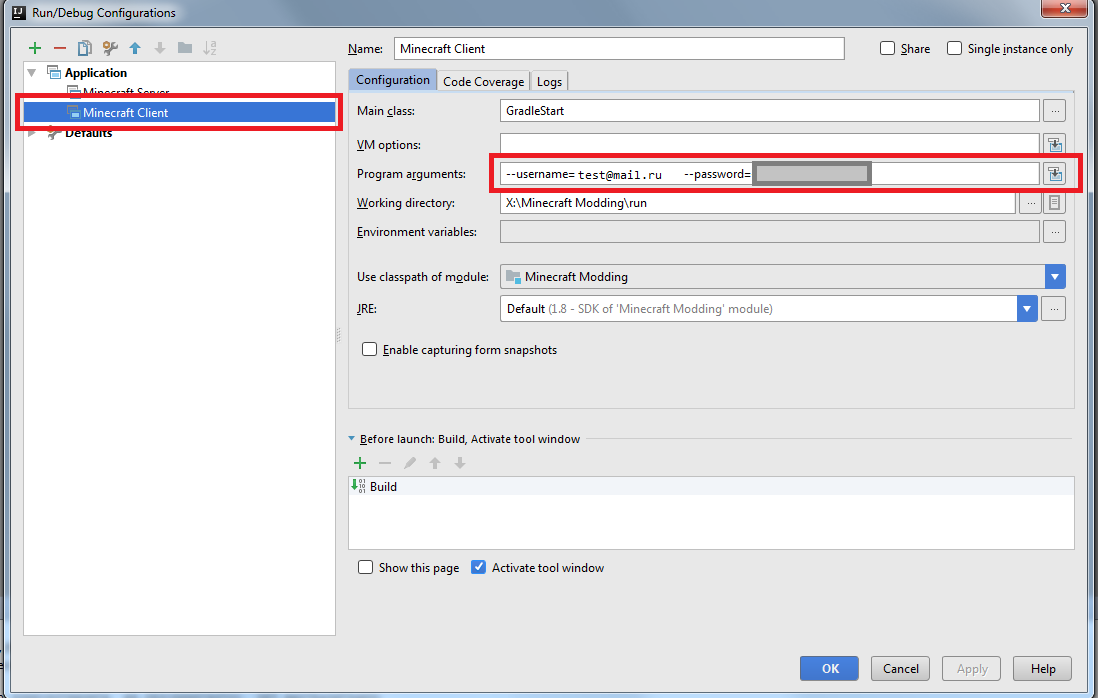 Run/Debug Configurations
Name: Minecraft Client
Share
Single instance only
Application
Minecraft Server
Minecraft Client
Defaults
Configuration
Code Coverage
Logs
Main class: GradleStart
VM options:
Program arguments: --username= test@mail.ru --password=
Working directory: X:\Minecraft Modding\run
Environment variables:
Use classpath of module: Minecraft Modding
JRE: Default (1.8 - SDK of 'Minecraft Modding' module)
Enable capturing form snapshots
Before launch: Build, Activate tool window
Build
Show this page
Activate tool window
OK
Cancel
Apply
Help